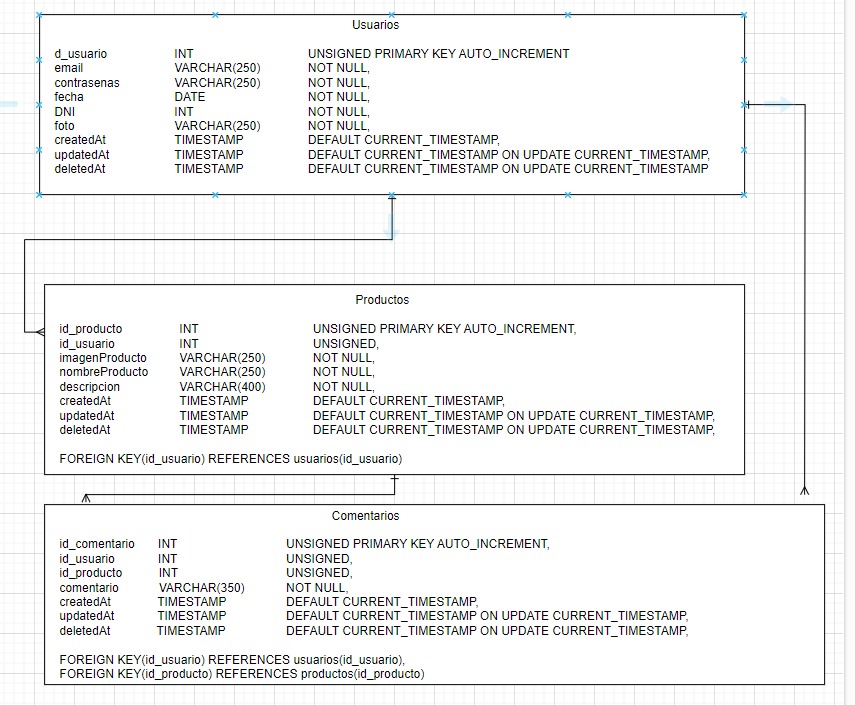 Usuarios
d_usuario INT UNSIGNED PRIMARY KEY AUTO_INCREMENT
email VARCHAR(250) NOT NULL,
contrasenas VARCHAR(250) NOT NULL,
fecha DATE NOT NULL,
DNI INT NOT NULL,
foto VARCHAR(250) NOT NULL,
createdAt TIMESTAMP DEFAULT CURRENT_TIMESTAMP,
updatedAt TIMESTAMP DEFAULT CURRENT_TIMESTAMP ON UPDATE CURRENT_TIMESTAMP,
deletedAt TIMESTAMP DEFAULT CURRENT_TIMESTAMP ON UPDATE CURRENT_TIMESTAMP
Productos
id_producto INT UNSIGNED PRIMARY KEY AUTO_INCREMENT,
id_usuario INT UNSIGNED,
imagenProducto VARCHAR(250) NOT NULL,
nombreProducto VARCHAR(250) NOT NULL,
descripcion VARCHAR(400) NOT NULL,
createdAt TIMESTAMP DEFAULT CURRENT_TIMESTAMP,
updatedAt TIMESTAMP DEFAULT CURRENT_TIMESTAMP ON UPDATE CURRENT_TIMESTAMP,
deletedAt TIMESTAMP DEFAULT CURRENT_TIMESTAMP ON UPDATE CURRENT_TIMESTAMP,
FOREIGN KEY(id_usuario) REFERENCES usuarios(id_usuario)
Comentarios
id_comentario INT UNSIGNED PRIMARY KEY AUTO_INCREMENT,
id_usuario INT UNSIGNED,
id_producto INT UNSIGNED,
comentario VARCHAR(350) NOT NULL,
createdAt TIMESTAMP DEFAULT CURRENT_TIMESTAMP,
updatedAt TIMESTAMP DEFAULT CURRENT_TIMESTAMP ON UPDATE CURRENT_TIMESTAMP,
deletedAt TIMESTAMP DEFAULT CURRENT_TIMESTAMP ON UPDATE CURRENT_TIMESTAMP,
FOREIGN KEY(id_usuario) REFERENCES usuarios(id_usuario),
FOREIGN KEY(id_producto) REFERENCES productos(id_producto)